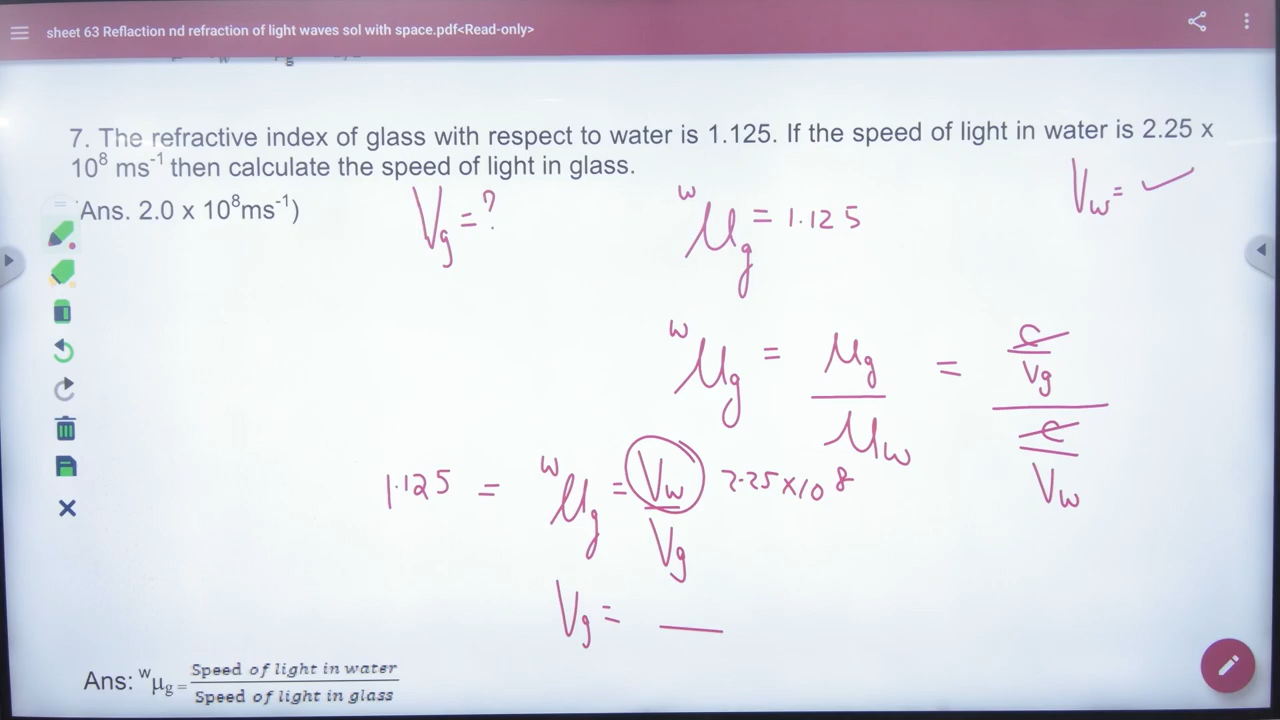 sheet 63 Reflaction nd refraction of light waves sol with space.pdf<Read-only>
7. The refractive index of glass with respect to water is 1.125. If the speed of light in water is 2.25 x
10⁸ ms⁻¹ then calculate the speed of light in glass.
Ans. 2.0 x 10⁸ms⁻¹)
Vg = ?
ʷμg = 1.125
Vw = ✓
ʷμg = μg / μw = (c / vg) / (c / Vw)
1.125 = ʷμg = Vw / Vg 2.25×10⁸
Vg = —
Ans: ʷμg = Speed of light in water / Speed of light in glass